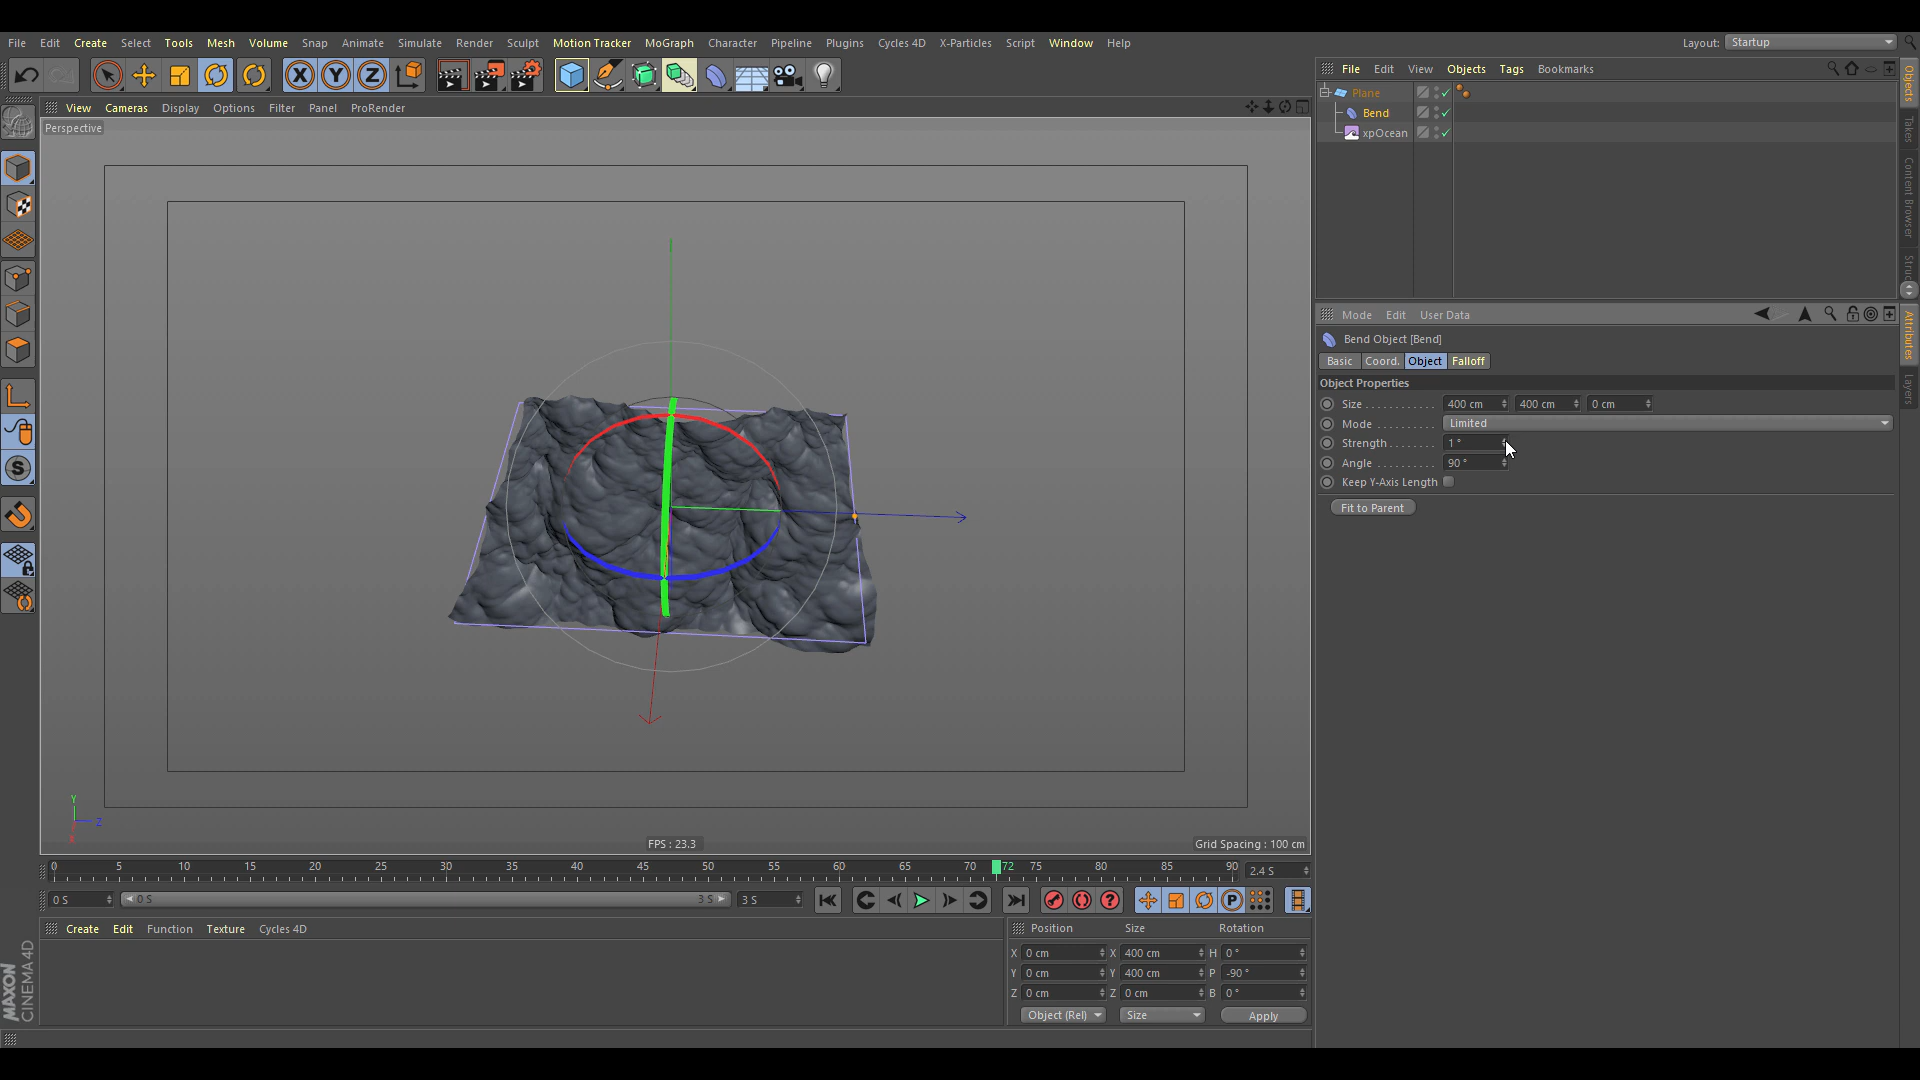 File Edit Create Select Tools Mesh Volume Snap Animate Simulate Render Sculpt Motion Tracker MoGraph Character Pipeline Plugins Cycles 4D X-Particles Script Window Help Layout: Startup
View Cameras Display Options Filter Panel ProRender
Perspective
FPS : 23.3
Grid Spacing : 100 cm
Y
Z
X
File Edit View Objects Tags Bookmarks
Plane
Bend
xpOcean
Objects
Takes
Content Browser
Struc
Mode Edit User Data
Bend Object [Bend]
Basic Coord. Object Falloff
Object Properties
Size 400 cm 400 cm 0 cm
Mode Limited
Strength 1 °
Angle 90 °
Keep Y-Axis Length
Fit to Parent
Attributes
Layers
0 5 10 15 20 25 30 35 40 45 50 55 60 65 70 72 75 80 85 90 2.4 S
0 S 0 S 3 S 3 S
P
Create Edit Function Texture Cycles 4D
Position Size Rotation
X 0 cm X 400 cm H 0 °
Y 0 cm Y 400 cm P -90 °
Z 0 cm Z 0 cm B 0 °
Object (Rel) Size Apply
MAXON
CINEMA 4D